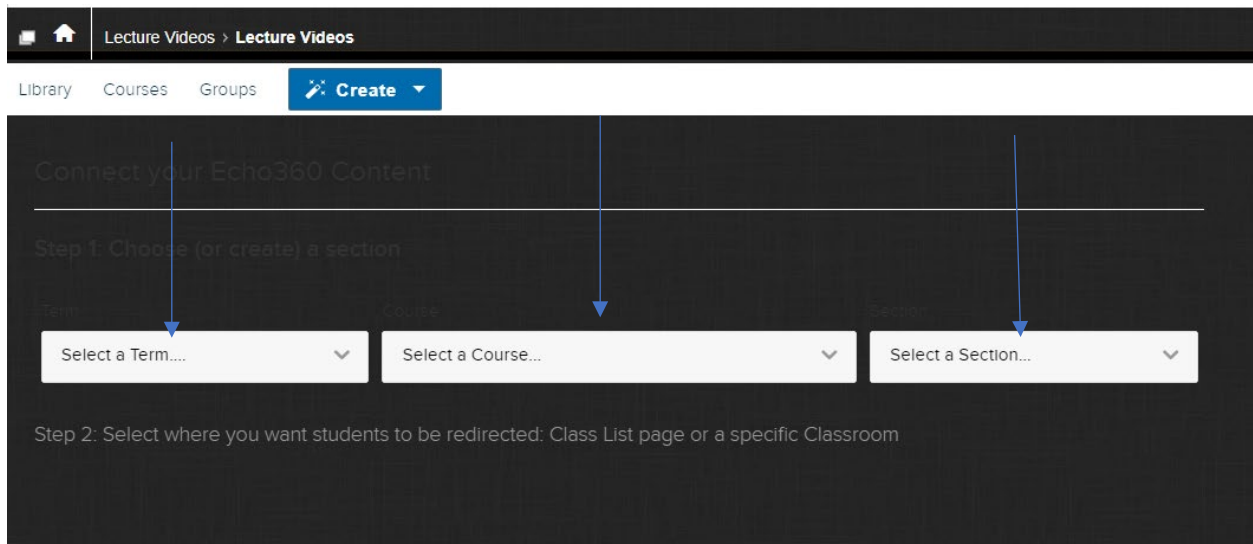 Lecture Videos › Lecture Videos
Library Courses Groups Create
Connect your Echo360 Content
Step 1: Choose (or create) a section
Term Course Section
Select a Term.... Select a Course... Select a Section...
Step 2: Select where you want students to be redirected: Class List page or a specific Classroom